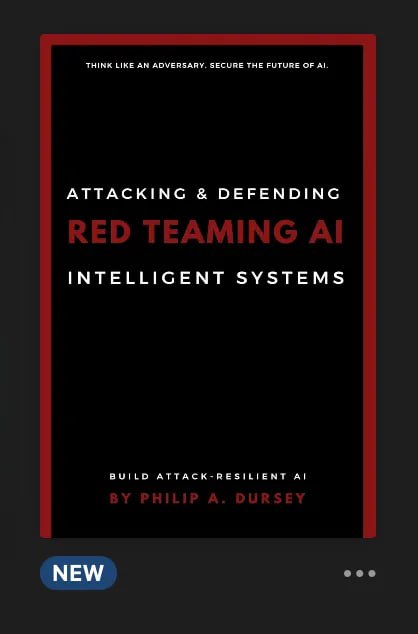 THINK LIKE AN ADVERSARY. SECURE THE FUTURE OF AI.
ATTACKING & DEFENDING
RED TEAMING AI
INTELLIGENT SYSTEMS
BUILD ATTACK-RESILIENT AI
BY PHILIP A. DURSEY
NEW